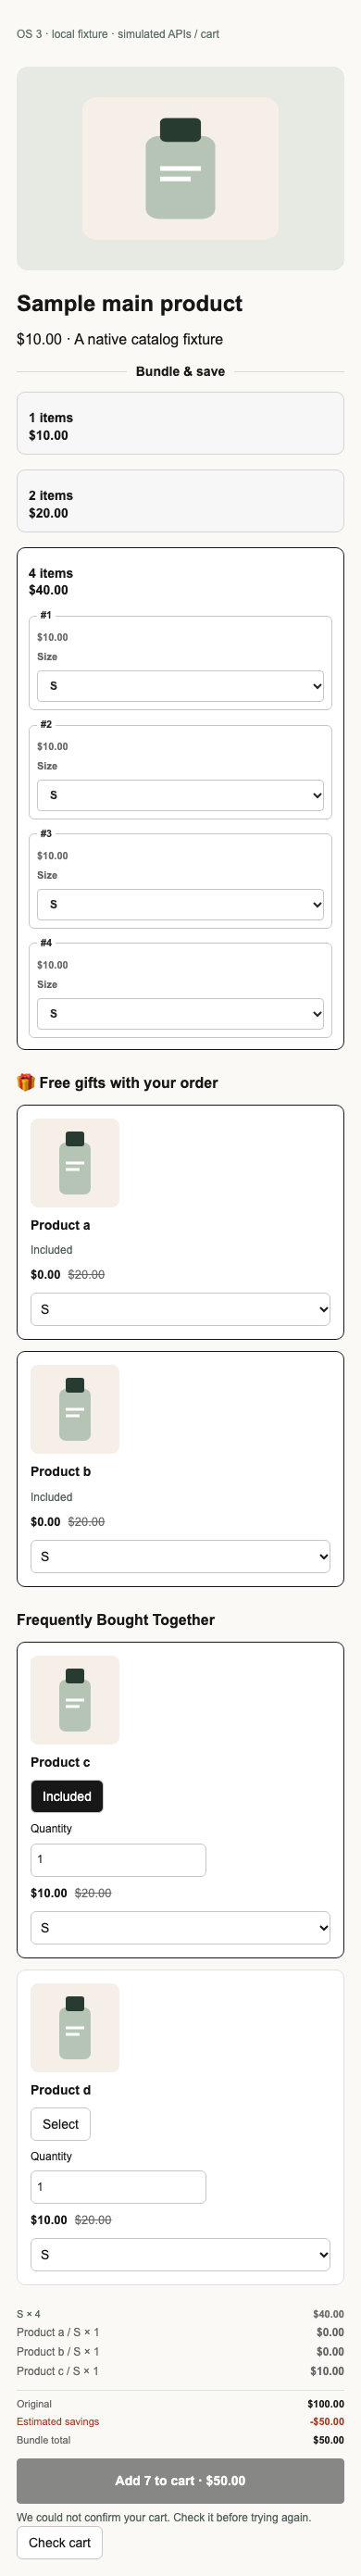 OS 3 · local fixture · simulated APIs / cart
Sample main product
$10.00 · A native catalog fixture
Bundle & save
1 items
$10.00
2 items
$20.00
4 items
$40.00
#1
$10.00
Size
S
#2
$10.00
Size
S
#3
$10.00
Size
S
#4
$10.00
Size
S
🎁 Free gifts with your order
Product a
Included
$0.00 $20.00
S
Product b
Included
$0.00 $20.00
S
Frequently Bought Together
Product c
Included
Quantity
1
$10.00 $20.00
S
Product d
Select
Quantity
1
$10.00 $20.00
S
S × 4 $40.00
Product a / S × 1 $0.00
Product b / S × 1 $0.00
Product c / S × 1 $10.00
Original $100.00
Estimated savings -$50.00
Bundle total $50.00
Add 7 to cart · $50.00
We could not confirm your cart. Check it before trying again.
Check cart